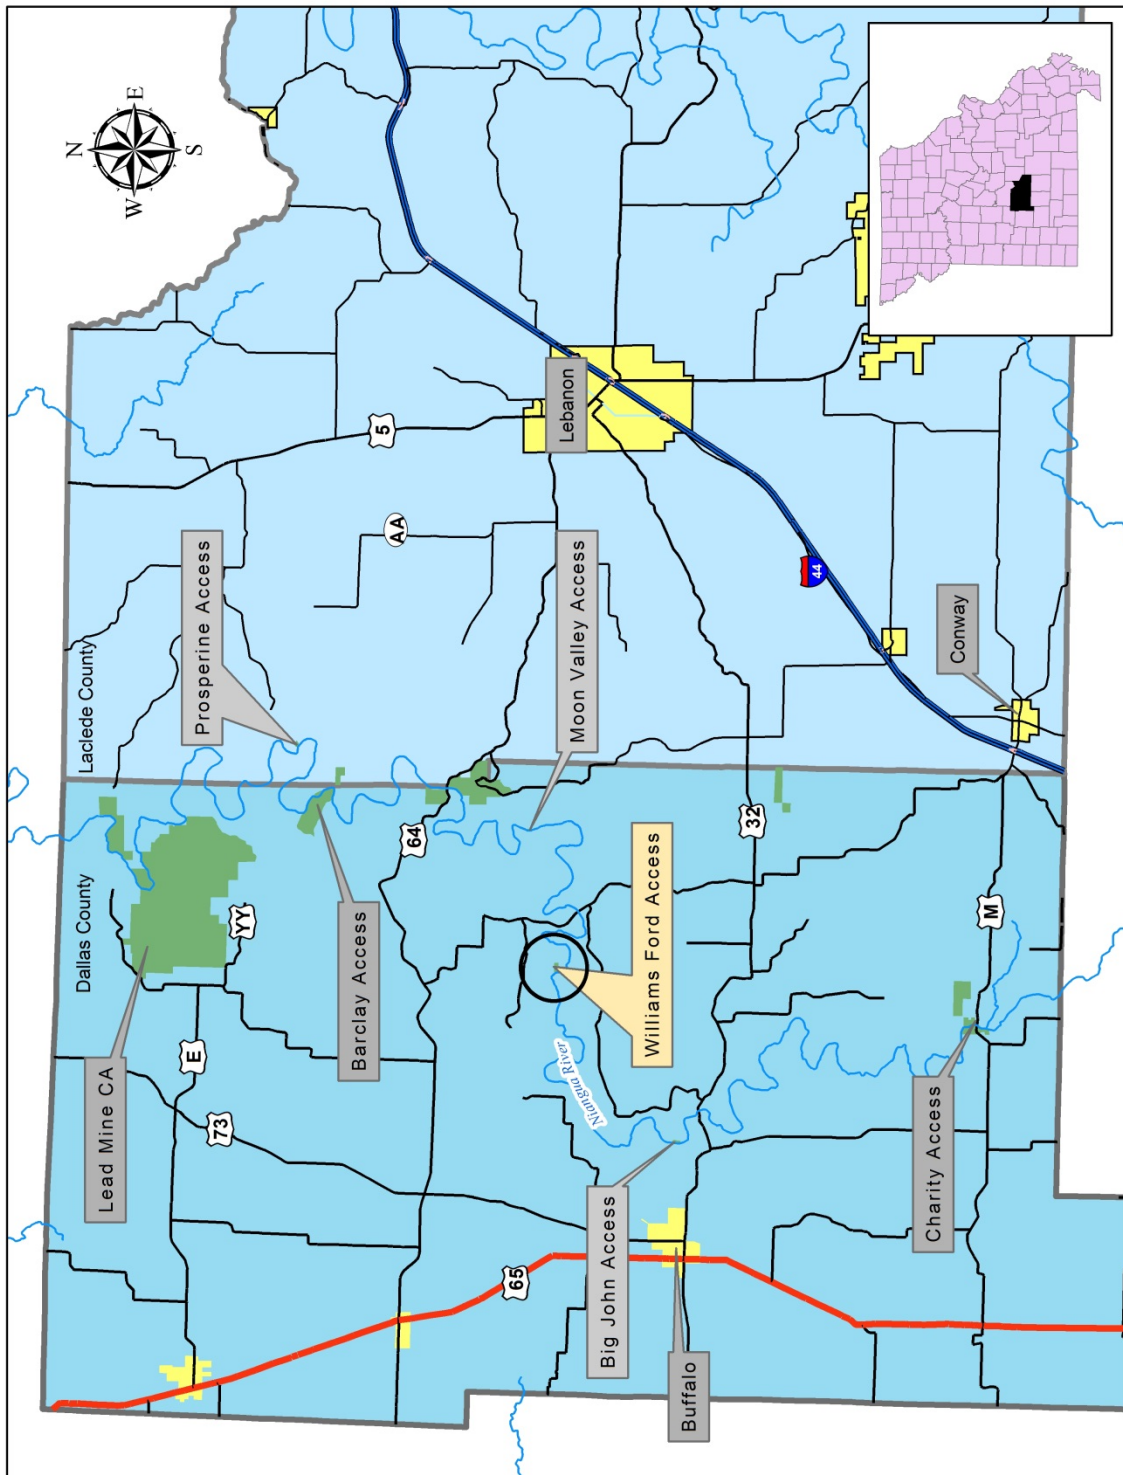 N
W
E
S
Dallas County
Laclede County
Lead Mine CA
Prosperine Access
E
YY
73
5
AA
Barclay Access
64
65
Niangua River
Moon Valley Access
Lebanon
Williams Ford Access
Big John Access
Buffalo
32
44
Charity Access
M
Conway